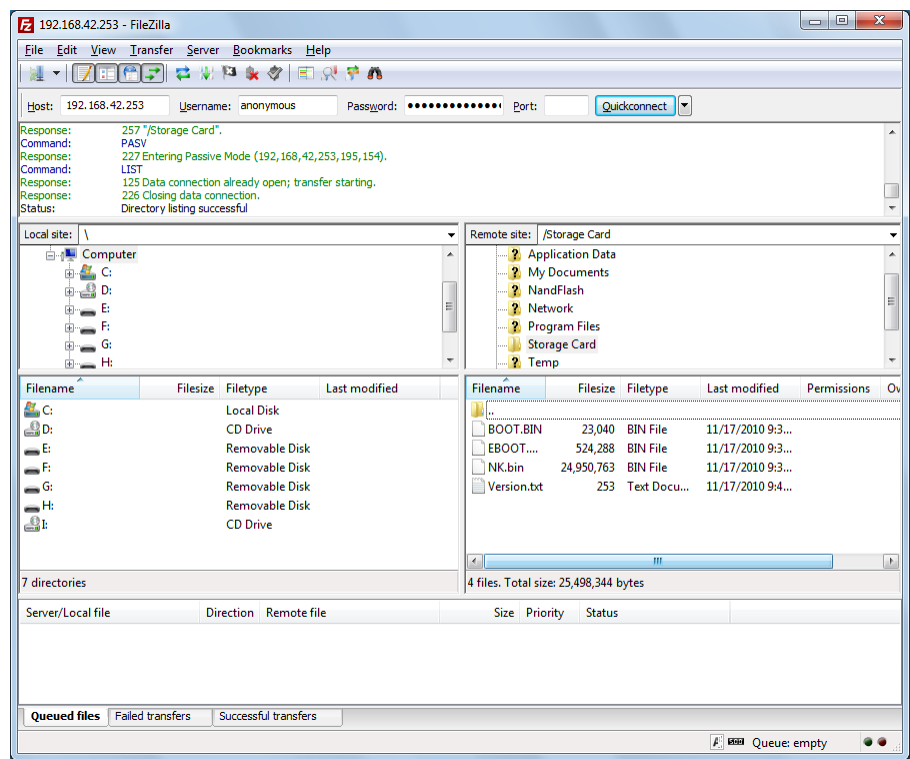 192.168.42.253 - FileZilla
File Edit View Transfer Server Bookmarks Help
Host: 192.168.42.253 Username: anonymous Password: ●●●●●●●●●●●●●● Port: Quickconnect
Response: 257 "/Storage Card".
Command: PASV
Response: 227 Entering Passive Mode (192,168,42,253,195,154).
Command: LIST
Response: 125 Data connection already open; transfer starting.
Response: 226 Closing data connection.
Status: Directory listing successful
Local site: \
Computer
C:
D:
E:
F:
G:
H:
Remote site: /Storage Card
Application Data
My Documents
NandFlash
Network
Program Files
Storage Card
Temp
Filename Filesize Filetype Last modified
C: Local Disk
D: CD Drive
E: Removable Disk
F: Removable Disk
G: Removable Disk
H: Removable Disk
I: CD Drive
7 directories
Filename Filesize Filetype Last modified Permissions Ov
..
BOOT.BIN 23,040 BIN File 11/17/2010 9:3...
EBOOT.... 524,288 BIN File 11/17/2010 9:3...
NK.bin 24,950,763 BIN File 11/17/2010 9:3...
Version.txt 253 Text Docu... 11/17/2010 9:4...
4 files. Total size: 25,498,344 bytes
Server/Local file Direction Remote file Size Priority Status
Queued files Failed transfers Successful transfers
Queue: empty